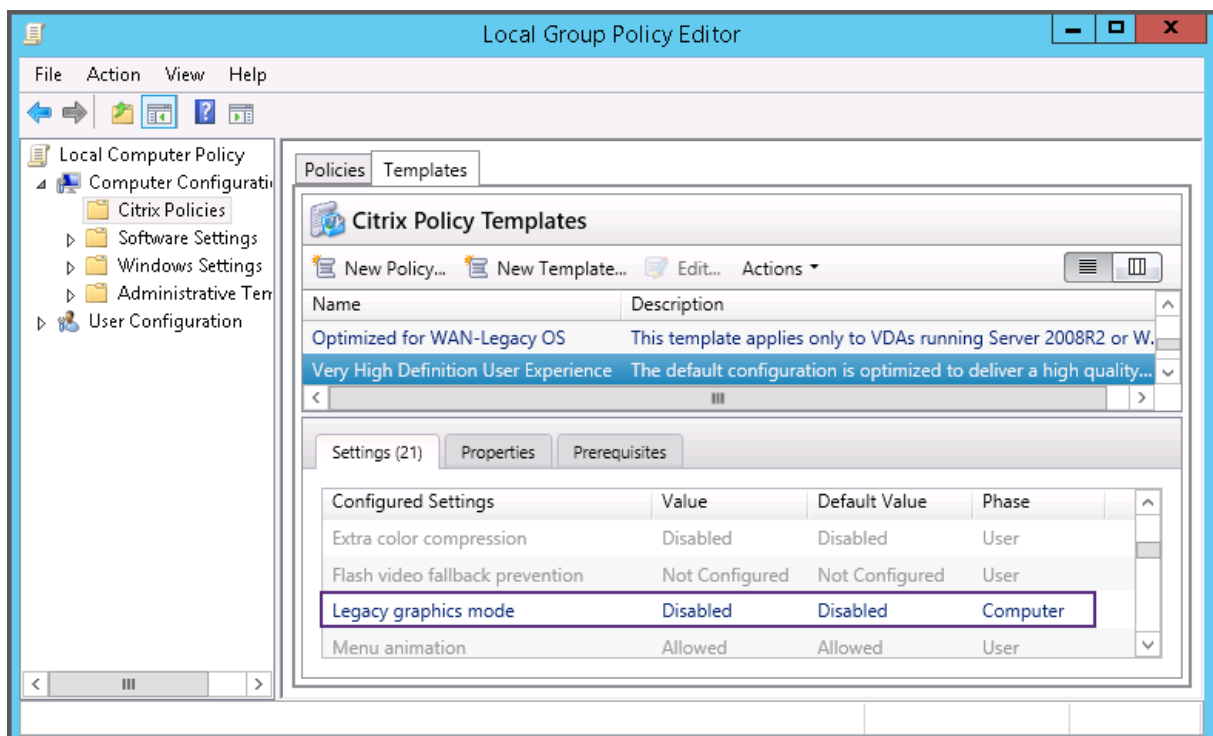 Local Group Policy Editor
File Action View Help
Local Computer Policy
Computer Configurati
Citrix Policies
Software Settings
Windows Settings
Administrative Tem
User Configuration
Policies Templates
Citrix Policy Templates
New Policy... New Template... Edit... Actions
Name Description
Optimized for WAN-Legacy OS This template applies only to VDAs running Server 2008R2 or W.
Very High Definition User Experience The default configuration is optimized to deliver a high quality...
Settings (21) Properties Prerequisites
Configured Settings Value Default Value Phase
Extra color compression Disabled Disabled User
Flash video fallback prevention Not Configured Not Configured User
Legacy graphics mode Disabled Disabled Computer
Menu animation Allowed Allowed User